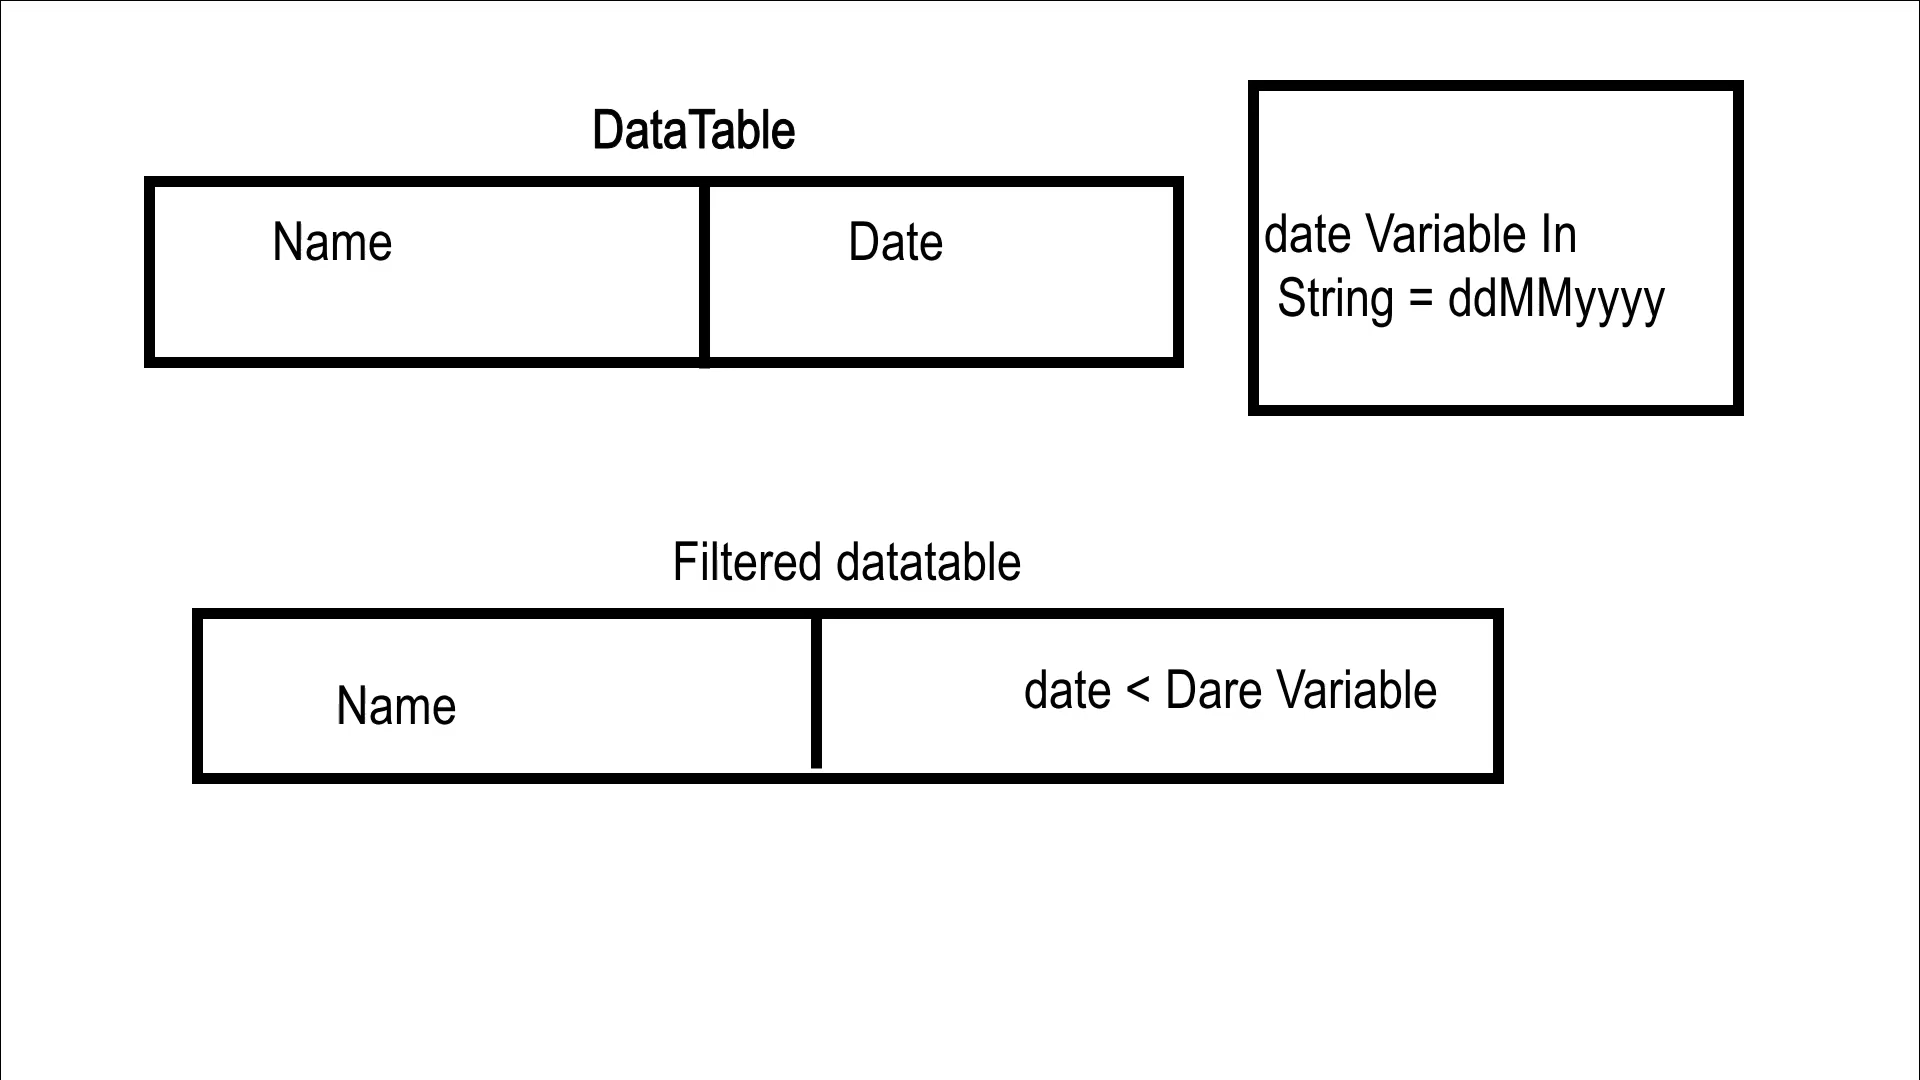 DataTable
Name
Date
date Variable In
String = ddMMyyyy
Filtered datatable
Name
date < Dare Variable